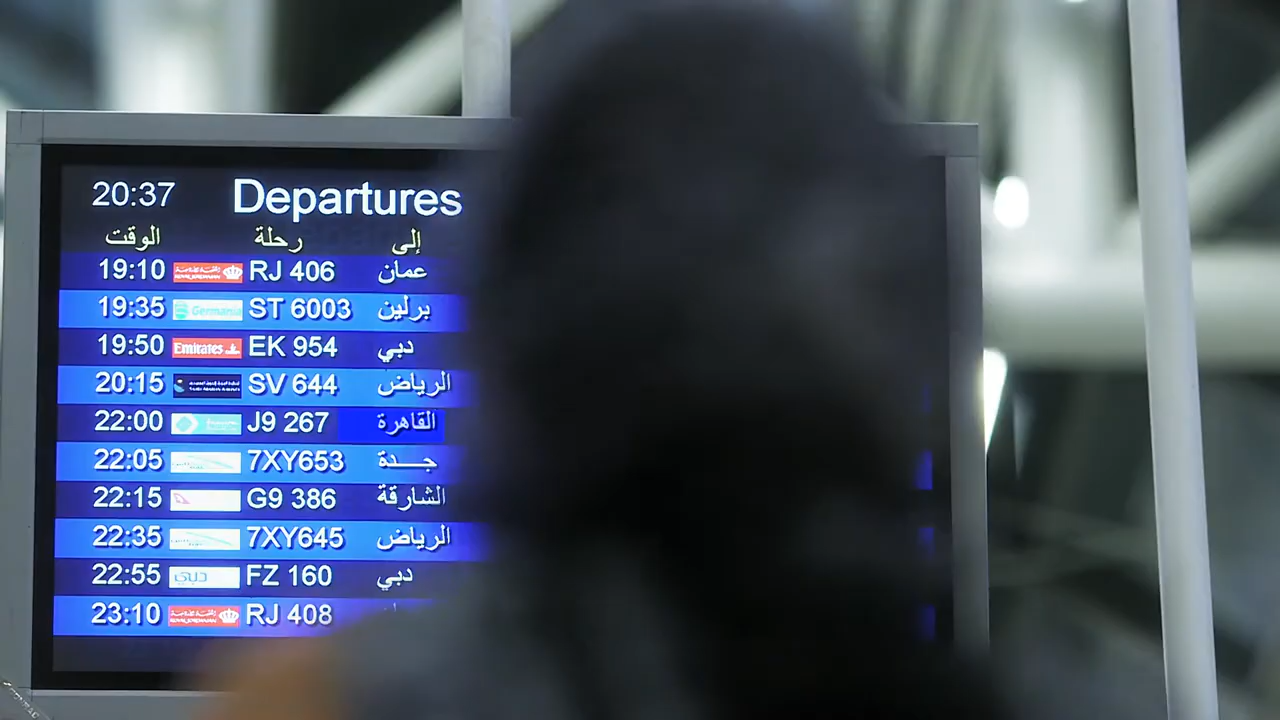 20:37 Departures
الوقت رحلة إلى
19:10 RJ 406 عمان
19:35 Germania ST 6003 برلين
19:50 Emirates EK 954 دبي
20:15 SV 644 الرياض
22:00 J9 267 القاهرة
22:05 7XY653 جـــدة
22:15 G9 386 الشارقة
22:35 7XY645 الرياض
22:55 دبي FZ 160 دبي
23:10 RJ 408